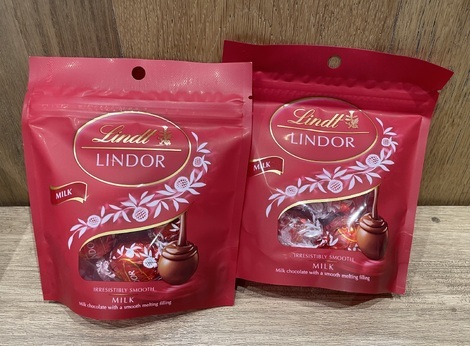 Lindt
LINDOR
MILK
IRRESISTIBLY SMOOTH
MILK
Milk chocolate with a smooth melting filling
Lindt
LINDOR
MILK
IRRESISTIBLY SMOOTH
MILK
Milk chocolate with a smooth melting filling